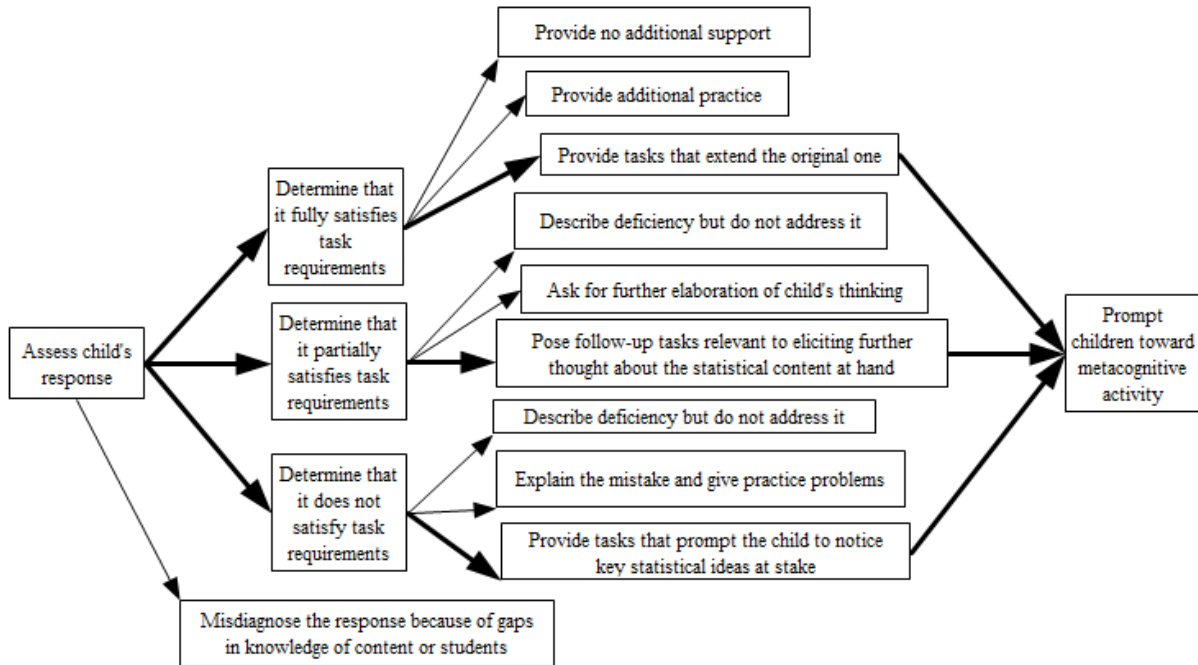 Provide no additional support
Provide additional practice
Provide tasks that extend the original one
Determine that
it fully satisfies
task
requirements
Describe deficiency but do not address it
Ask for further elaboration of child's thinking
Assess child's
response
Determine that
it partially
satisfies task
requirements
Pose follow-up tasks relevant to eliciting further
thought about the statistical content at hand
Prompt
children toward
metacognitive
activity
Describe deficiency but do not address it
Determine that
it does not
satisfy task
requirements
Explain the mistake and give practice problems
Provide tasks that prompt the child to notice
key statistical ideas at stake
Misdiagnose the response because of gaps
in knowledge of content or students